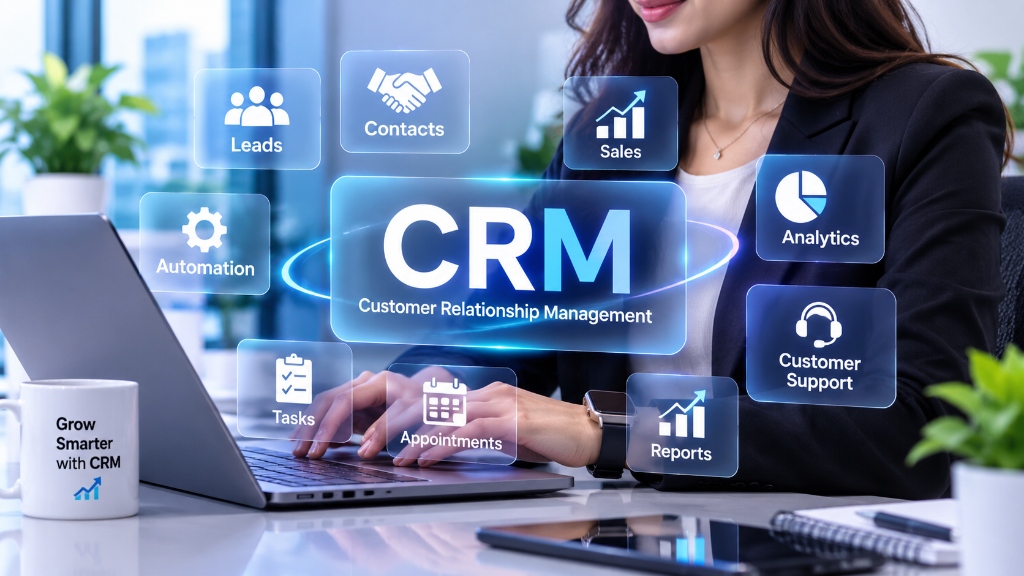 Leads
Contacts
Sales
Automation
CRM
Customer Relationship Management
Analytics
Customer
Support
Tasks
Appointments
Reports
Grow
Smarter
with CRM